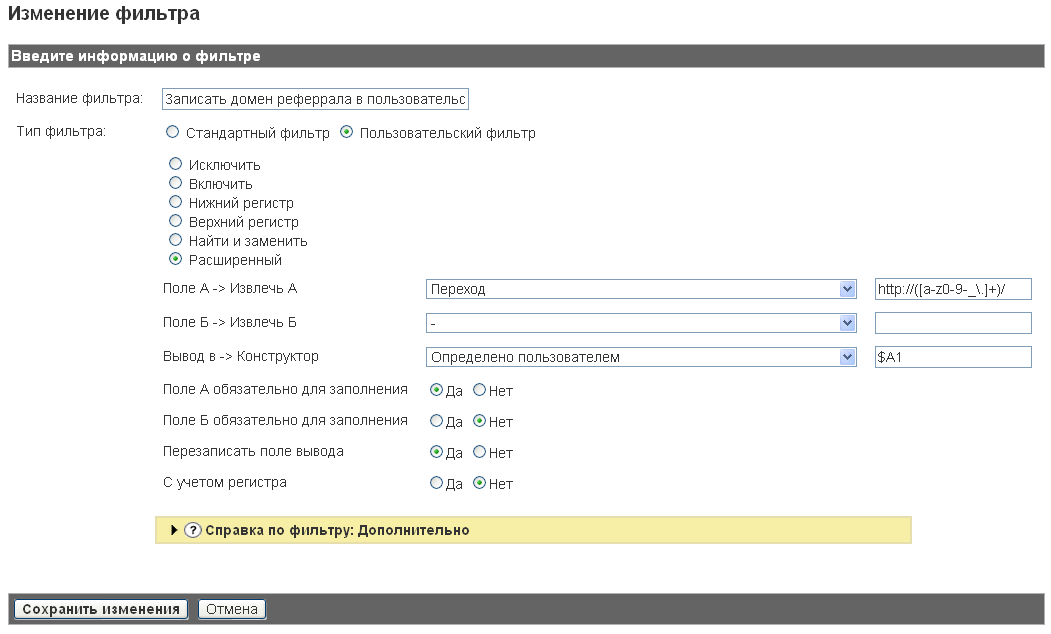 Изменение фильтра
Введите информацию о фильтре
Название фильтра: Записать домен реферрала в пользовательс
Тип фильтра: Стандартный фильтр Пользовательский фильтр
Исключить
Включить
Нижний регистр
Верхний регистр
Найти и заменить
Расширенный
Поле А -> Извлечь А Переход http://([a-z0-9-_\.]+)/
Поле Б -> Извлечь Б -
Вывод в -> Конструктор Определено пользователем $A1
Поле А обязательно для заполнения Да Нет
Поле Б обязательно для заполнения Да Нет
Перезаписать поле вывода Да Нет
С учетом регистра Да Нет
? Справка по фильтру: Дополнительно
Сохранить изменения Отмена